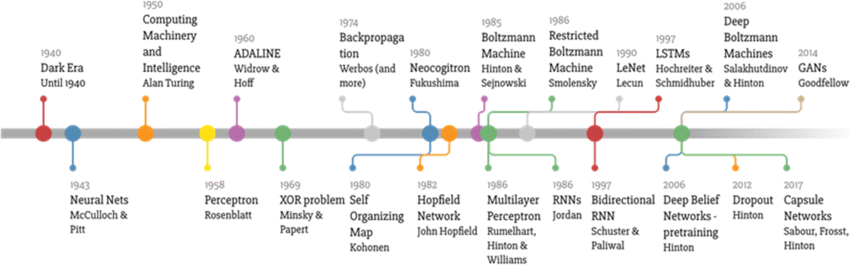 1940
Dark Era
Until 1940
1950
Computing
Machinery
and
Intelligence
Alan Turing
1960
ADALINE
Widrow &
Hoff
1974
Backpropaga
tion
Werbos (and
more)
1980
Neocogitron
Fukushima
1985
Boltzmann
Machine
Hinton &
Sejnowski
1986
Restricted
Boltzmann
Machine
Smolensky
1990
LeNet
Lecun
1997
LSTMs
Hochreiter &
Schmidhuber
2006
Deep
Boltzmann
Machines
Salakhutdinov
& Hinton
2014
GANs
Goodfellow
1943
Neural Nets
McCulloch &
Pitt
1958
Perceptron
Rosenblatt
1969
XOR problem
Minsky &
Papert
1980
Self
Organizing
Map
Kohonen
1982
Hopfield
Network
John Hopfield
1986
Multilayer
Perceptron
Rumelhart,
Hinton &
Williams
1986
RNNs
Jordan
1997
Bidirectional
RNN
Schuster &
Paliwal
2006
Deep Belief
Networks -
pretraining
Hinton
2012
Dropout
Hinton
2017
Capsule
Networks
Sabour, Frosst,
Hinton